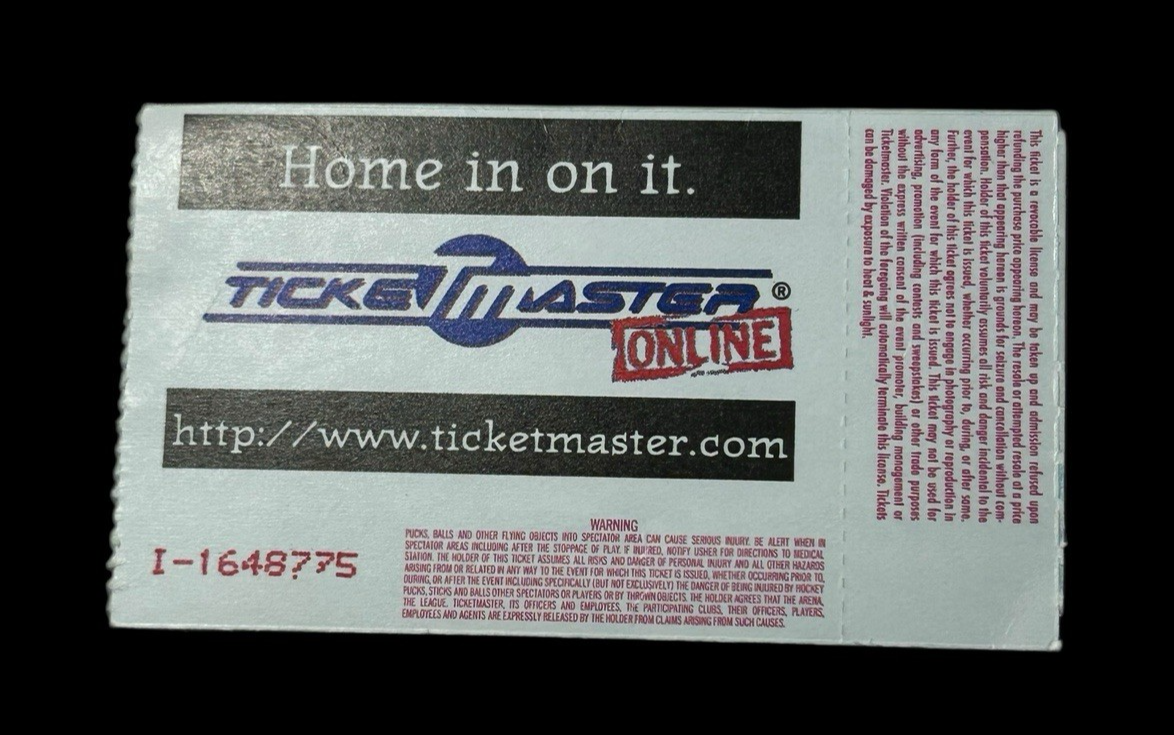 Home in on it.
TICKETMASTER®
ONLINE
http://www.ticketmaster.com
I-1648775
WARNING
PUCKS, BALLS AND OTHER FLYING OBJECTS INTO SPECTATOR AREA CAN CAUSE SERIOUS INJURY. BE ALERT WHEN IN
SPECTATOR AREAS INCLUDING AFTER THE STOPPAGE OF PLAY. IF INJURED, NOTIFY USHER FOR DIRECTIONS TO MEDICAL
STATION. THE HOLDER OF THIS TICKET ASSUMES ALL RISKS AND DANGER OF PERSONAL INJURY AND ALL OTHER HAZARDS
ARISING FROM OR RELATED IN ANY WAY TO THE EVENT FOR WHICH THIS TICKET IS ISSUED, WHETHER OCCURRING PRIOR TO,
DURING, OR AFTER THE EVENT INCLUDING SPECIFICALLY (BUT NOT EXCLUSIVELY) THE DANGER OF BEING INJURED BY HOCKEY
PUCKS, STICKS AND BALLS OTHER SPECTATORS OR PLAYERS OR BY THROWN OBJECTS. THE HOLDER AGREES THAT THE ARENA,
THE LEAGUE, TICKETMASTER, ITS OFFICERS AND EMPLOYEES, THE PARTICIPATING CLUBS, THEIR OFFICERS, PLAYERS,
EMPLOYEES AND AGENTS ARE EXPRESSLY RELEASED BY THE HOLDER FROM CLAIMS ARISING FROM SUCH CAUSES.
This ticket is a revocable license and may be taken up and admission refused upon
refunding the purchase price appearing hereon. The resale or attempted resale at a price
higher than that appearing hereon is grounds for seizure and cancellation without com-
pensation. Holder of this ticket voluntarily assumes all risk and danger incidental to the
event for which this ticket is issued, whether occurring prior to, during, or after same.
Further, the holder of this ticket agrees not to engage in photography or reproduction in
any form of the event for which this ticket is issued. This ticket may not be used for
advertising, promotion (including contests and sweepstakes) or other trade purposes
without the express written consent of the event promoter, building management or
Ticketmaster. Violation of the foregoing will automatically terminate this license. Tickets
can be damaged by exposure to heat & sunlight.